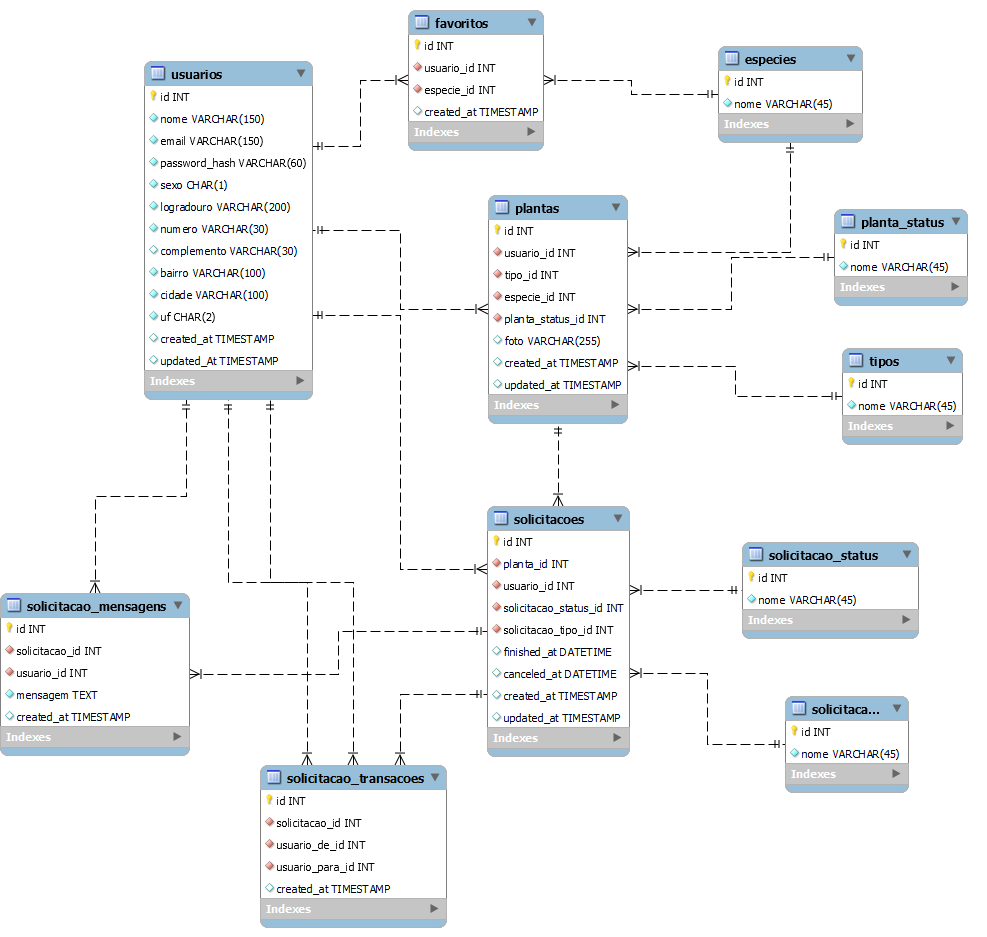 favoritos
id INT
usuario_id INT
especie_id INT
created_at TIMESTAMP
Indexes
especies
id INT
nome VARCHAR(45)
Indexes
usuarios
id INT
nome VARCHAR(150)
email VARCHAR(150)
password_hash VARCHAR(60)
sexo CHAR(1)
logradouro VARCHAR(200)
numero VARCHAR(30)
complemento VARCHAR(30)
bairro VARCHAR(100)
cidade VARCHAR(100)
uf CHAR(2)
created_at TIMESTAMP
updated_At TIMESTAMP
Indexes
plantas
id INT
usuario_id INT
tipo_id INT
especie_id INT
planta_status_id INT
foto VARCHAR(255)
created_at TIMESTAMP
updated_at TIMESTAMP
Indexes
planta_status
id INT
nome VARCHAR(45)
Indexes
tipos
id INT
nome VARCHAR(45)
Indexes
solicitacoes
id INT
planta_id INT
usuario_id INT
solicitacao_status_id INT
solicitacao_tipo_id INT
finished_at DATETIME
canceled_at DATETIME
created_at TIMESTAMP
updated_at TIMESTAMP
Indexes
solicitacao_status
id INT
nome VARCHAR(45)
Indexes
solicitacao_mensagens
id INT
solicitacao_id INT
usuario_id INT
mensagem TEXT
created_at TIMESTAMP
Indexes
solicitaca...
id INT
nome VARCHAR(45)
Indexes
solicitacao_transacoes
id INT
solicitacao_id INT
usuario_de_id INT
usuario_para_id INT
created_at TIMESTAMP
Indexes